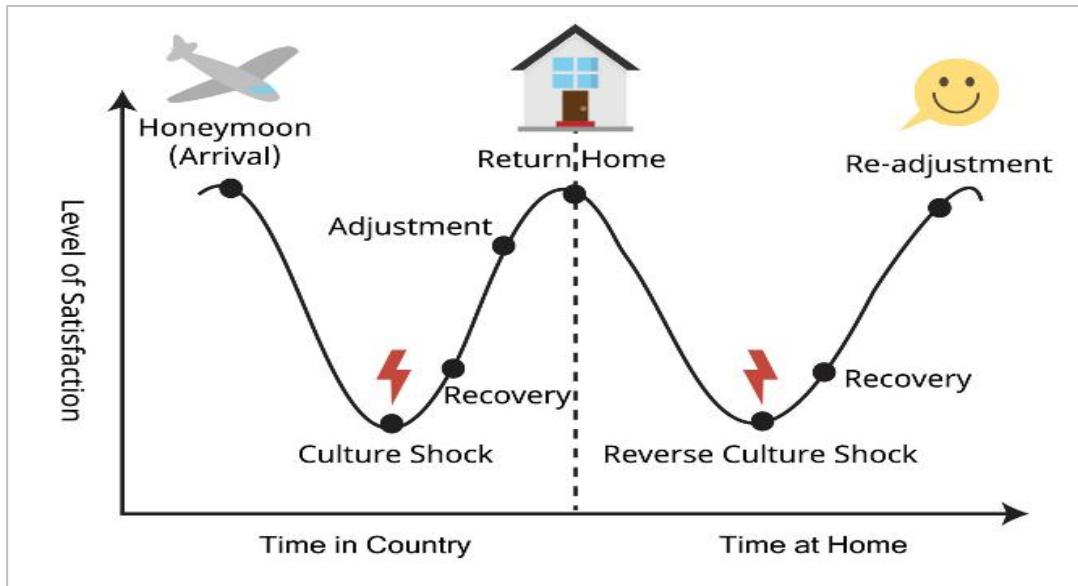 Honeymoon
(Arrival)
Return Home
Re-adjustment
Adjustment
Level of Satisfaction
Recovery
Recovery
Culture Shock
Reverse Culture Shock
Time in Country
Time at Home